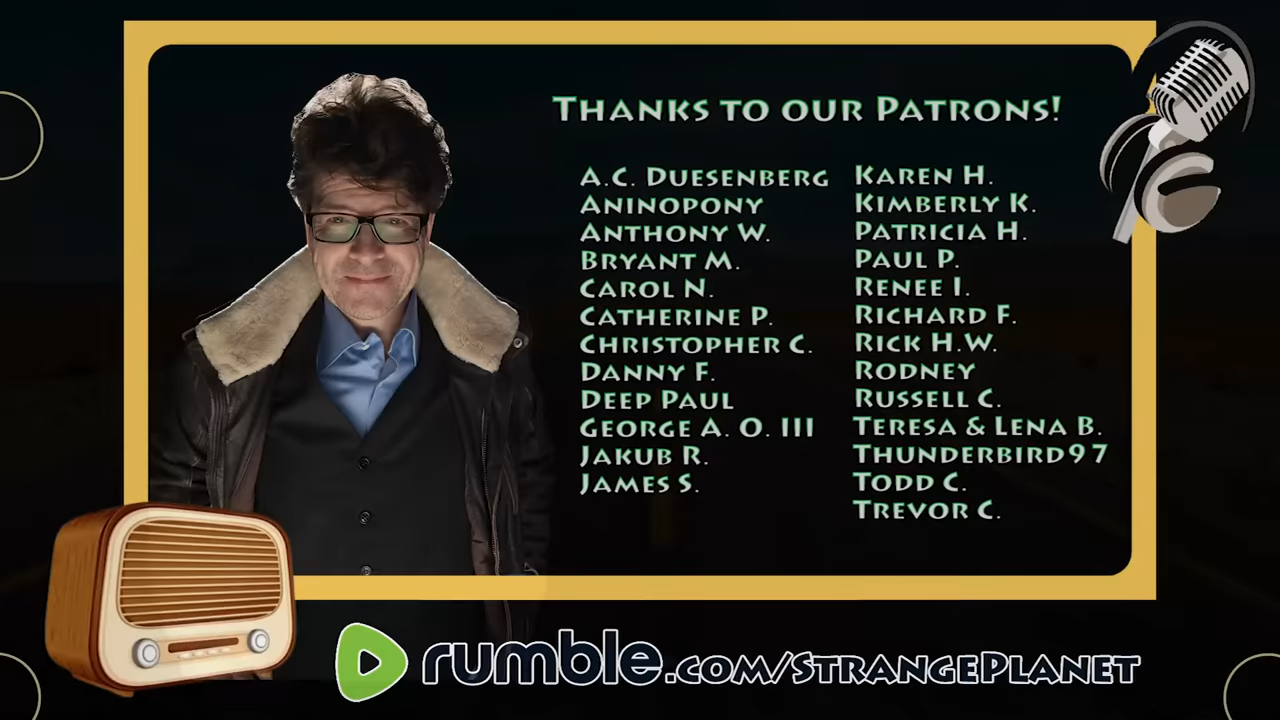 Thanks to our Patrons!
A.C. Duesenberg
Aninopony
Anthony W.
Bryant M.
Carol N.
Catherine P.
Christopher C.
Danny F.
Deep Paul
George A. O. III
Jakub R.
James S.
Karen H.
Kimberly K.
Patricia H.
Paul P.
Renee I.
Richard F.
Rick H.W.
Rodney
Russell C.
Teresa & Lena B.
Thunderbird97
Todd C.
Trevor C.
rumble.com/StrangePlanet